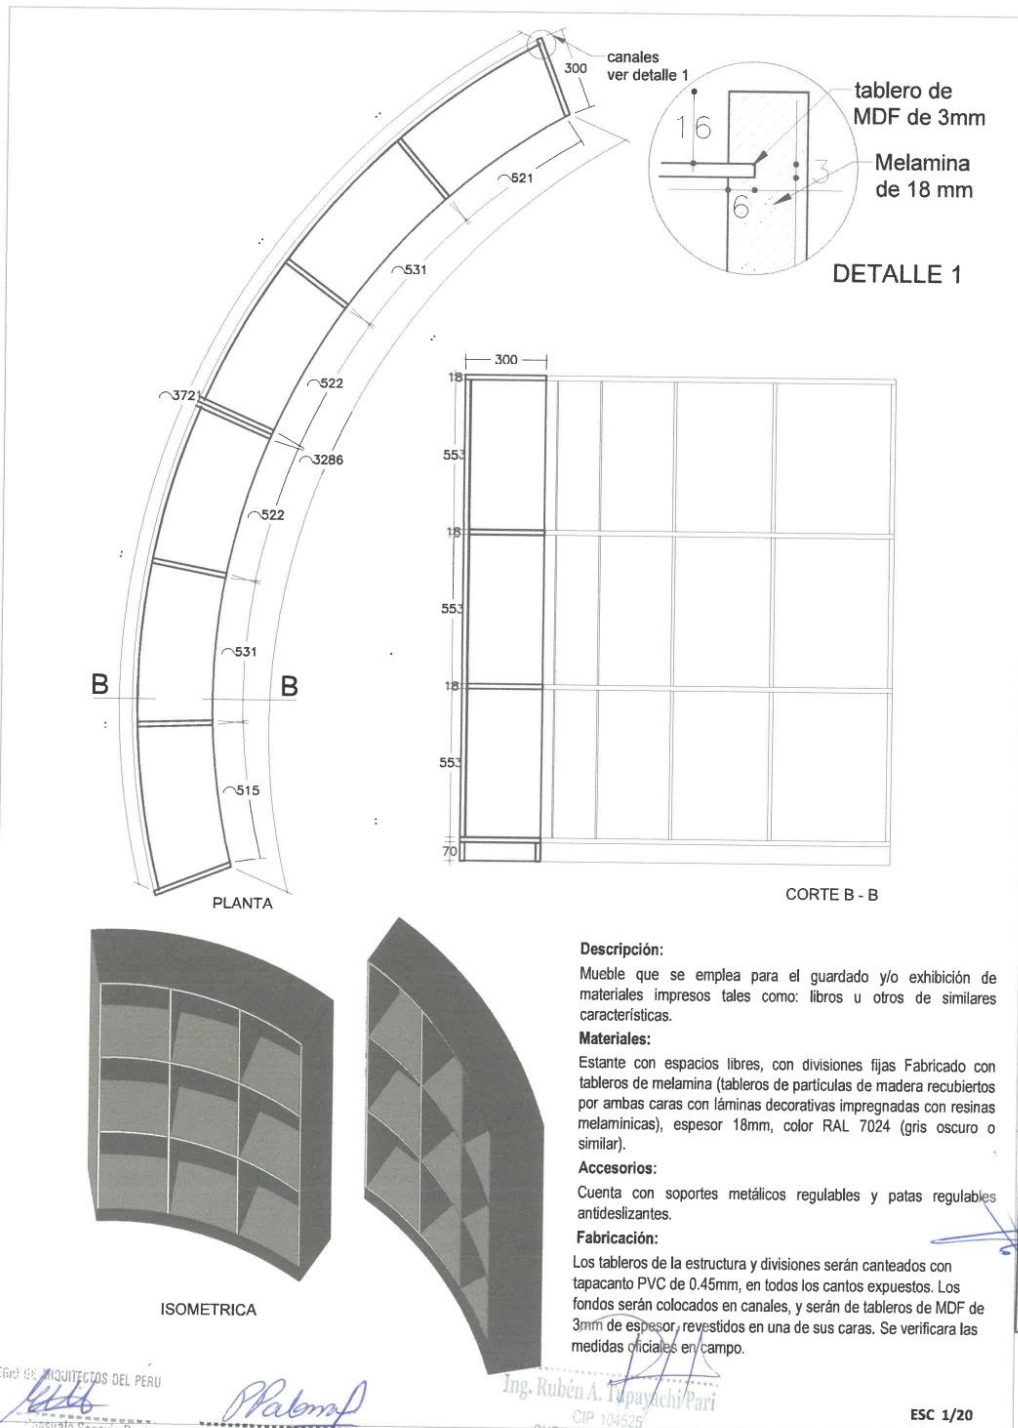 canales
ver detalle 1
300
521
531
522
3721
3286
522
531
515
B
B
PLANTA
16
6
3
tablero de
MDF de 3mm
Melamina
de 18 mm
DETALLE 1
300
18
553
18
553
18
553
70
CORTE B - B
ISOMETRICA
Descripción:
Mueble que se emplea para el guardado y/o exhibición de
materiales impresos tales como: libros u otros de similares
características.
Materiales:
Estante con espacios libres, con divisiones fijas Fabricado con
tableros de melamina (tableros de partículas de madera recubiertos
por ambas caras con láminas decorativas impregnadas con resinas
melamínicas), espesor 18mm, color RAL 7024 (gris oscuro o
similar).
Accesorios:
Cuenta con soportes metálicos regulables y patas regulables
antideslizantes.
Fabricación:
Los tableros de la estructura y divisiones serán canteados con
tapacanto PVC de 0.45mm, en todos los cantos expuestos. Los
fondos serán colocados en canales, y serán de tableros de MDF de
3mm de espesor, revestidos en una de sus caras. Se verificara las
medidas oficiales en campo.
ARQUITECTOS DEL PERU
Ing. Rubén A. Tupayachi Pari
CIP 104525
ESC 1/20